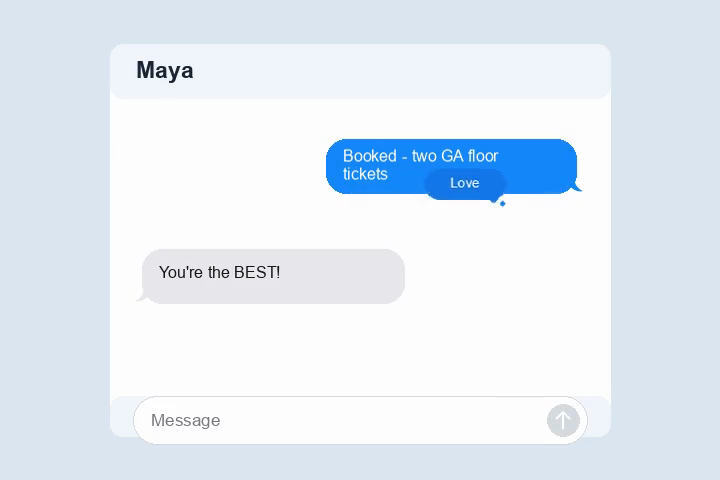 Maya
Booked - two GA floor
tickets
Love
You're the BEST!
Message